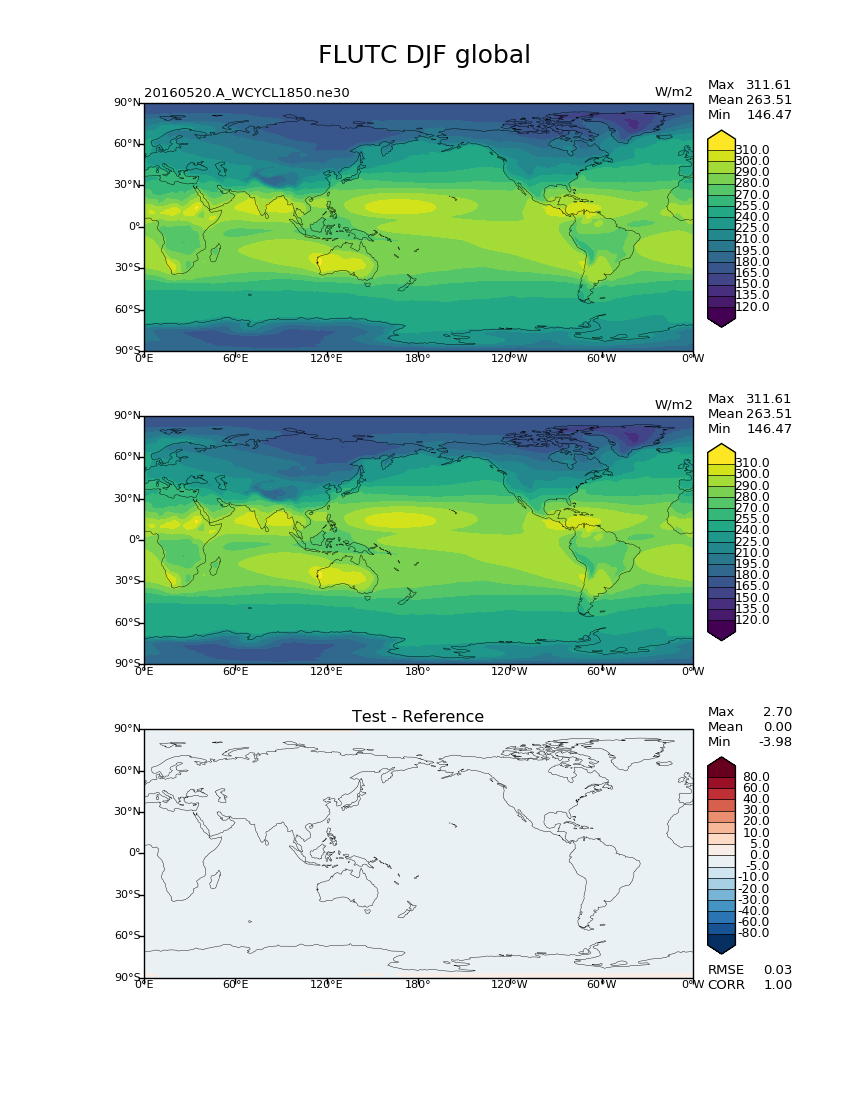 FLUTC DJF global
20160520.A_WCYCL1850.ne30
W/m2
Max 311.61
Mean 263.51
Min 146.47
90°N
60°N
30°N
0°
30°S
60°S
90°S
0°E 60°E 120°E 180° 120°W 60°W 0°W
310.0
300.0
290.0
280.0
270.0
255.0
240.0
225.0
210.0
195.0
180.0
165.0
150.0
135.0
120.0
W/m2
Max 311.61
Mean 263.51
Min 146.47
90°N
60°N
30°N
0°
30°S
60°S
90°S
0°E 60°E 120°E 180° 120°W 60°W 0°W
310.0
300.0
290.0
280.0
270.0
255.0
240.0
225.0
210.0
195.0
180.0
165.0
150.0
135.0
120.0
Test - Reference
Max 2.70
Mean 0.00
Min -3.98
90°N
60°N
30°N
0°
30°S
60°S
90°S
0°E 60°E 120°E 180° 120°W 60°W 0°W
80.0
60.0
40.0
30.0
20.0
10.0
5.0
0.0
-5.0
-10.0
-20.0
-30.0
-40.0
-60.0
-80.0
RMSE 0.03
CORR 1.00